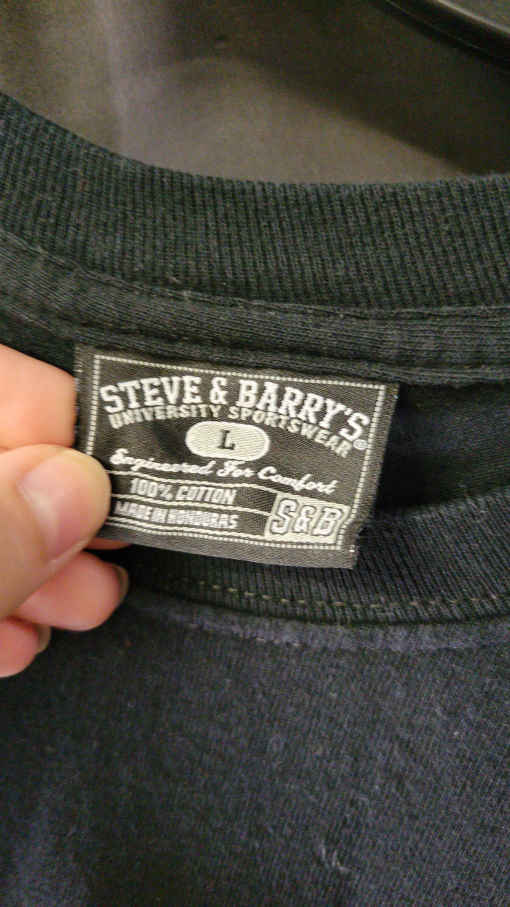 STEVE & BARRY'S®
UNIVERSITY SPORTSWEAR
L
Engineered For Comfort
100% COTTON
MADE IN HONDURAS
S&B